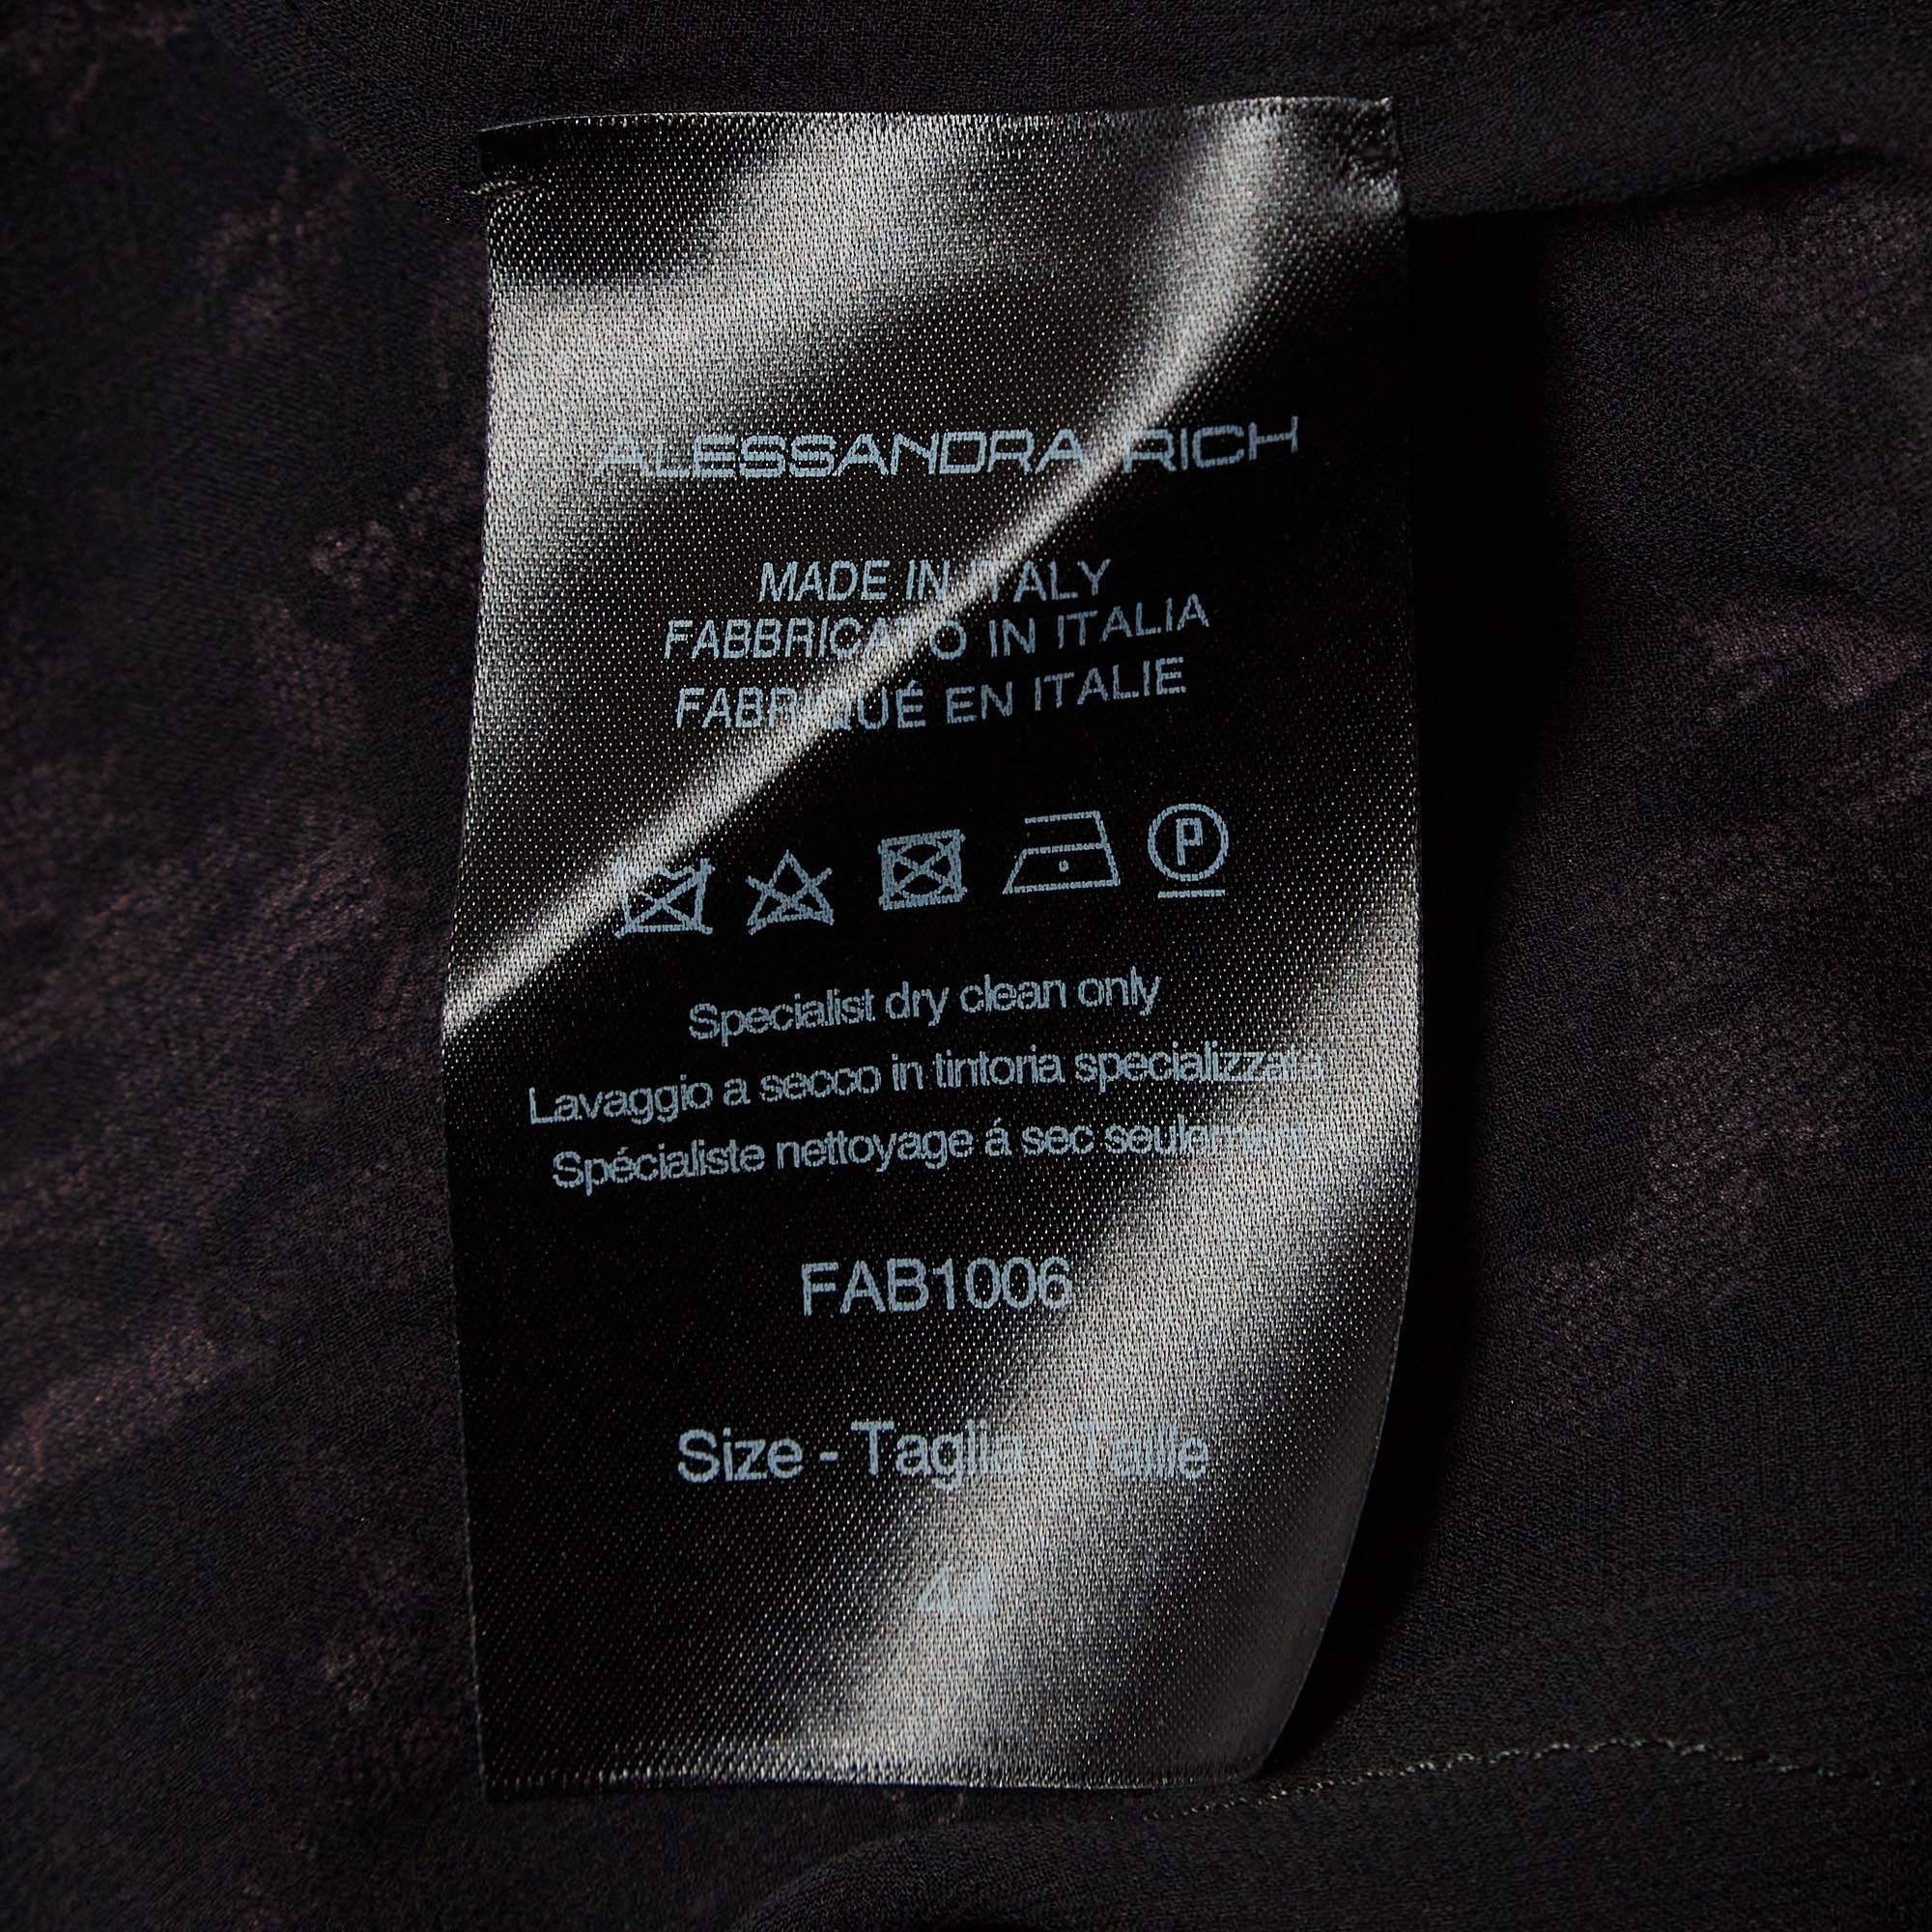 ALESSANDRA RICH
MADE IN ITALY
FABBRICATO IN ITALIA
FABRIQUÉ EN ITALIE
P
Specialist dry clean only
Lavaggio a secco in tintoria specializzata
Spécialiste nettoyage á sec seulement
FAB1006
Size - Taglia - Taille
44